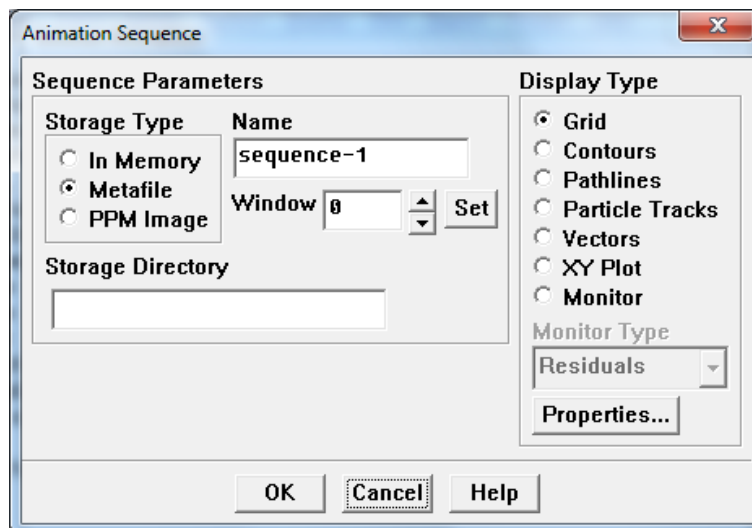 Animation Sequence
Sequence Parameters
Storage Type
In Memory
Metafile
PPM Image
Name
sequence-1
Window 0 Set
Storage Directory
Display Type
Grid
Contours
Pathlines
Particle Tracks
Vectors
XY Plot
Monitor
Monitor Type
Residuals
Properties...
OK Cancel Help